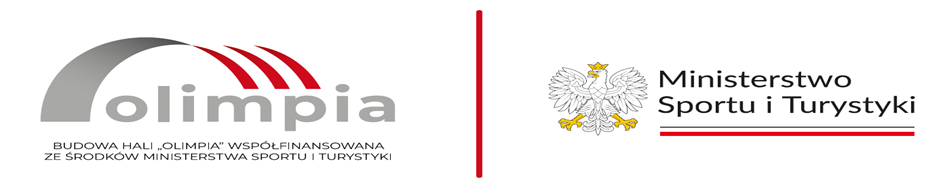 olimpia
BUDOWA HALI „OLIMPIA” WSPÓŁFINANSOWANA
ZE ŚRODKÓW MINISTERSTWA SPORTU I TURYSTYKI
Ministerstwo
Sportu i Turystyki